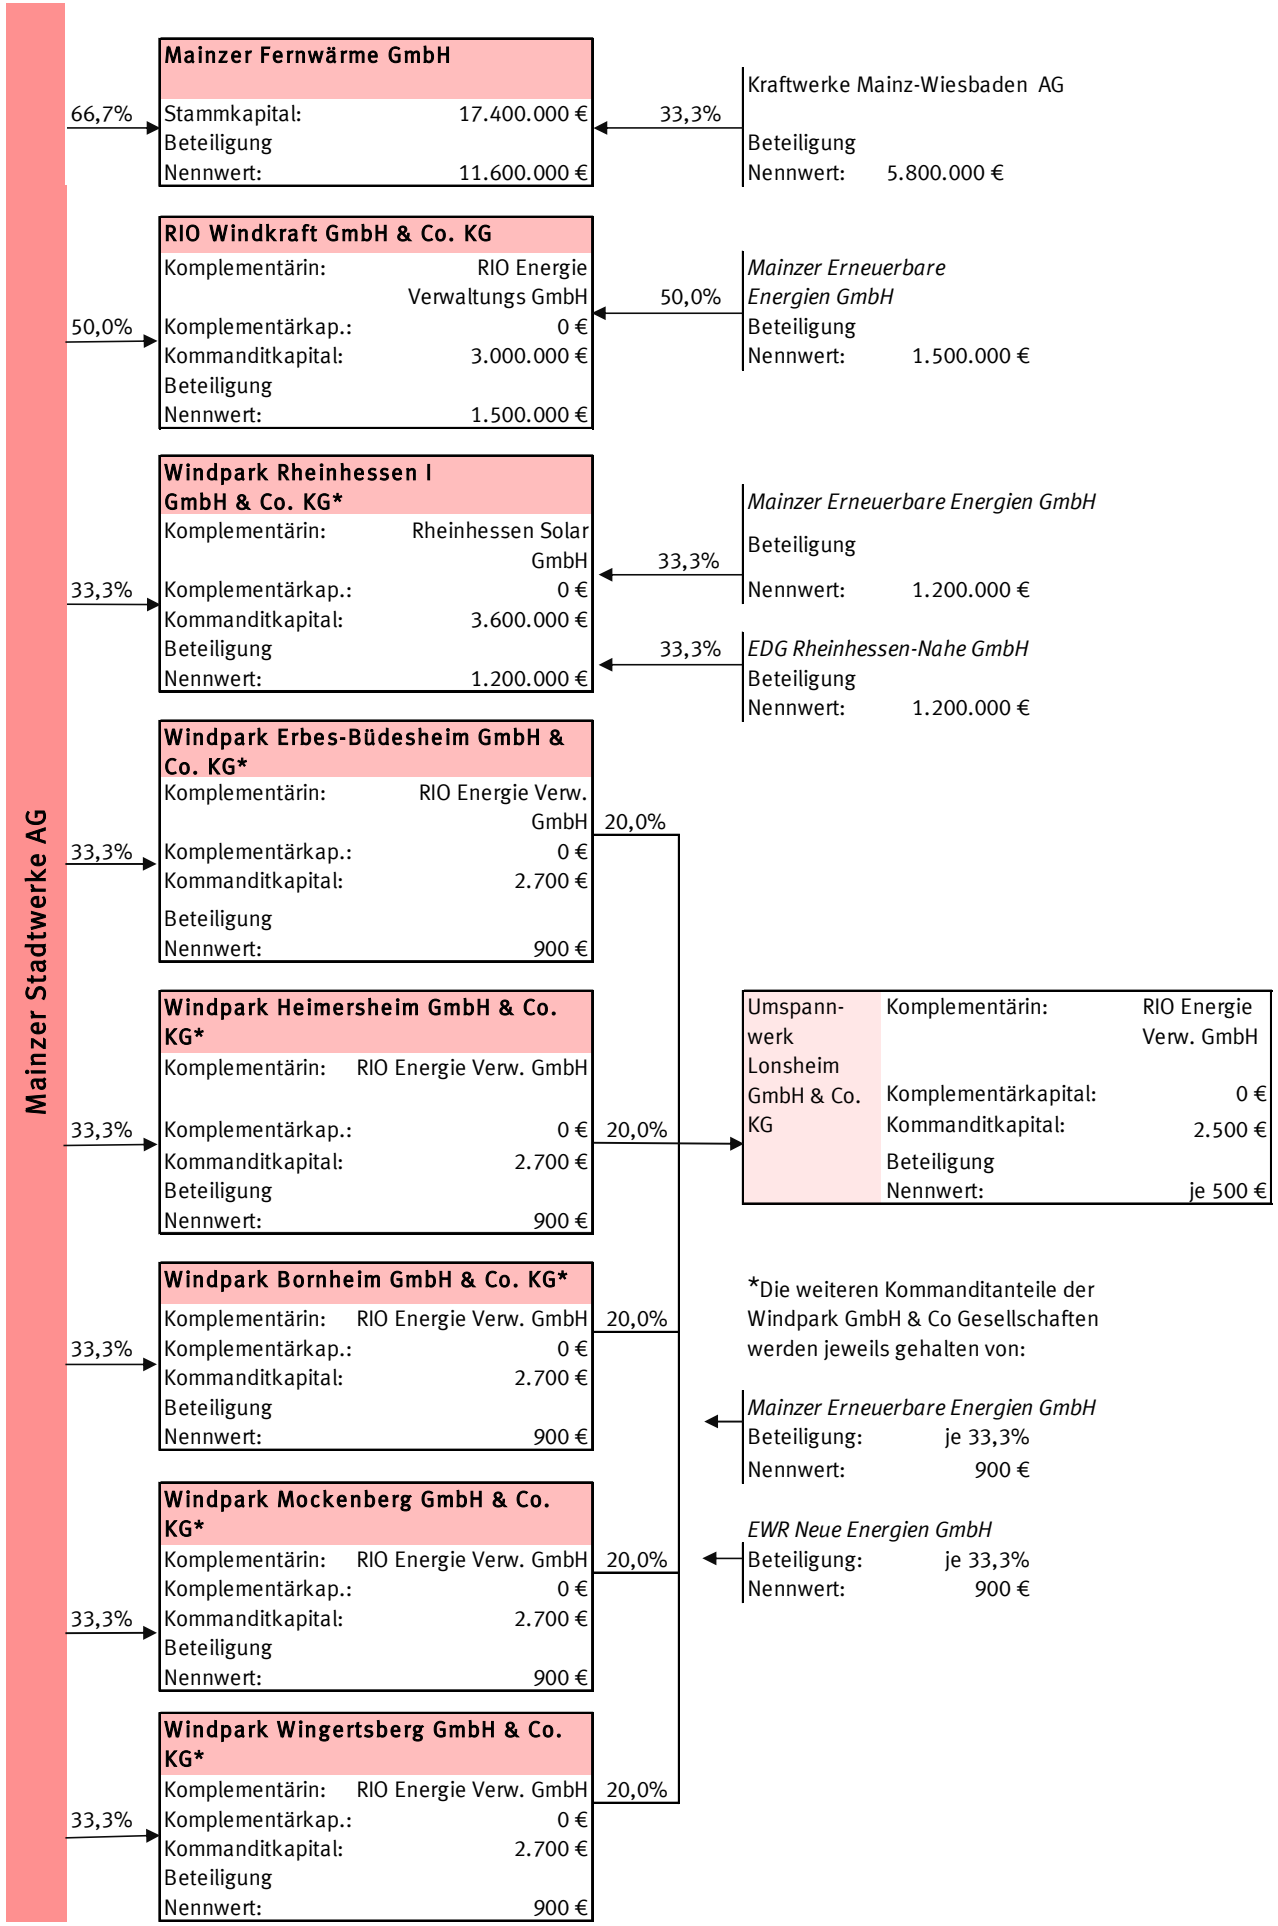 Mainzer Stadtwerke AG
Mainzer Fernwärme GmbH
66,7%
Stammkapital: 17.400.000 €
Beteiligung
Nennwert: 11.600.000 €
33,3%
Kraftwerke Mainz-Wiesbaden AG
Beteiligung
Nennwert: 5.800.000 €
RIO Windkraft GmbH & Co. KG
Komplementärin: RIO Energie
Verwaltungs GmbH
50,0%
Komplementärkap.: 0 €
Kommanditkapital: 3.000.000 €
Beteiligung
Nennwert: 1.500.000 €
50,0%
Mainzer Erneuerbare
Energien GmbH
Beteiligung
Nennwert: 1.500.000 €
Windpark Rheinhessen I
GmbH & Co. KG*
Komplementärin: Rheinhessen Solar
GmbH
33,3%
Komplementärkap.: 0 €
Kommanditkapital: 3.600.000 €
Beteiligung
Nennwert: 1.200.000 €
33,3%
Mainzer Erneuerbare Energien GmbH
Beteiligung
Nennwert: 1.200.000 €
33,3%
EDG Rheinhessen-Nahe GmbH
Beteiligung
Nennwert: 1.200.000 €
Windpark Erbes-Büdesheim GmbH &
Co. KG*
Komplementärin: RIO Energie Verw.
GmbH
20,0%
33,3%
Komplementärkap.: 0 €
Kommanditkapital: 2.700 €
Beteiligung
Nennwert: 900 €
Windpark Heimersheim GmbH & Co.
KG*
Komplementärin: RIO Energie Verw. GmbH
33,3%
Komplementärkap.: 0 €
20,0%
Kommanditkapital: 2.700 €
Beteiligung
Nennwert: 900 €
Umspann-
werk
Lonsheim
GmbH & Co.
KG
Komplementärin: RIO Energie
Verw. GmbH
Komplementärkapital: 0 €
Kommanditkapital: 2.500 €
Beteiligung
Nennwert: je 500 €
Windpark Bornheim GmbH & Co. KG*
Komplementärin: RIO Energie Verw. GmbH
20,0%
33,3%
Komplementärkap.: 0 €
Kommanditkapital: 2.700 €
Beteiligung
Nennwert: 900 €
*Die weiteren Kommanditanteile der
Windpark GmbH & Co Gesellschaften
werden jeweils gehalten von:
Mainzer Erneuerbare Energien GmbH
Beteiligung: je 33,3%
Nennwert: 900 €
EWR Neue Energien GmbH
Beteiligung: je 33,3%
Nennwert: 900 €
Windpark Mockenberg GmbH & Co.
KG*
Komplementärin: RIO Energie Verw. GmbH
20,0%
Komplementärkap.: 0 €
33,3%
Kommanditkapital: 2.700 €
Beteiligung
Nennwert: 900 €
Windpark Wingertsberg GmbH & Co.
KG*
Komplementärin: RIO Energie Verw. GmbH
20,0%
33,3%
Komplementärkap.: 0 €
Kommanditkapital: 2.700 €
Beteiligung
Nennwert: 900 €